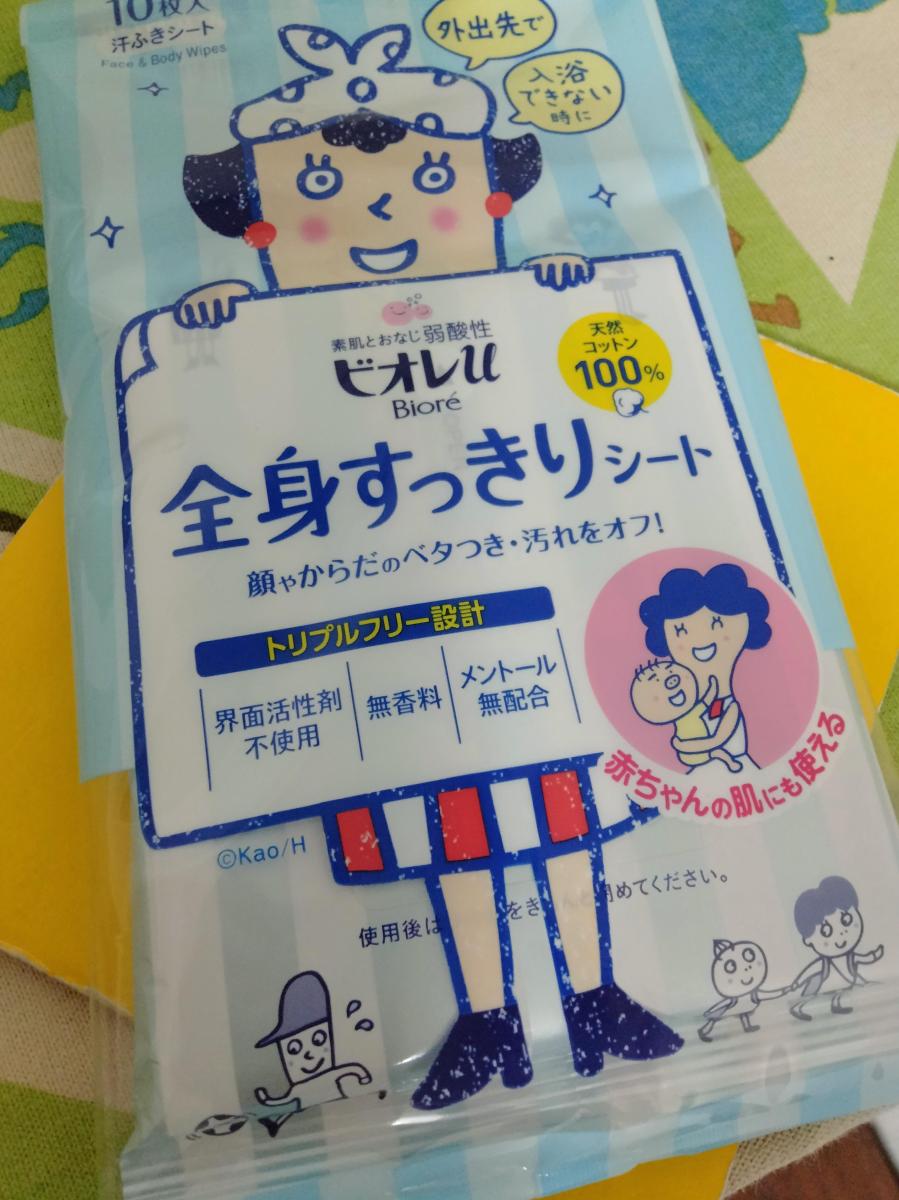 10枚入
汗ふきシート
Face & Body Wipes
外出先で
入浴
できない
時に
素肌とおなじ弱酸性
ビオレu
Bioré
天然
コットン
100%
全身すっきりシート
顔やからだのベタつき・汚れをオフ!
トリプルフリー設計
界面活性剤
不使用
無香料
メントール
無配合
赤ちゃんの肌にも使える
©Kao/H
使用後は
をき
閉めてください。